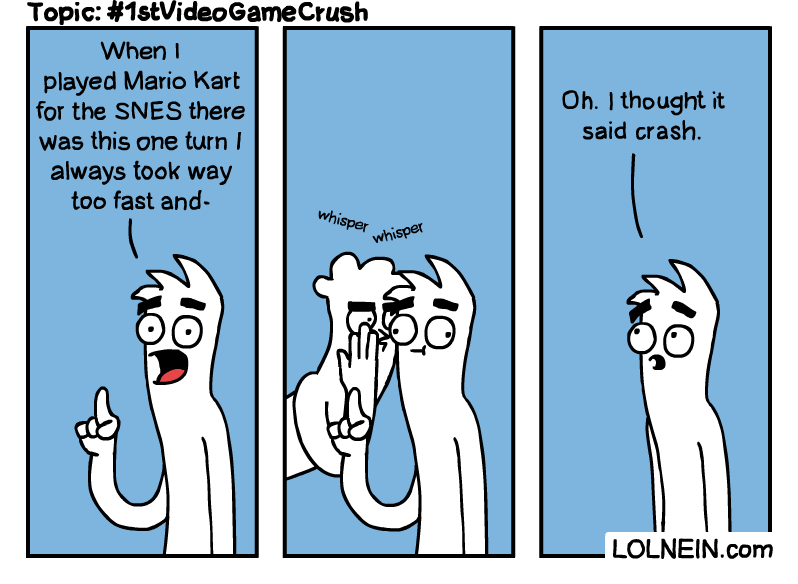 Topic: #1stVideoGameCrush
When I
played Mario Kart
for the SNES there
was this one turn I
always took way
too fast and-
whisper
whisper
Oh. I thought it
said crash.
LOLNEIN.com